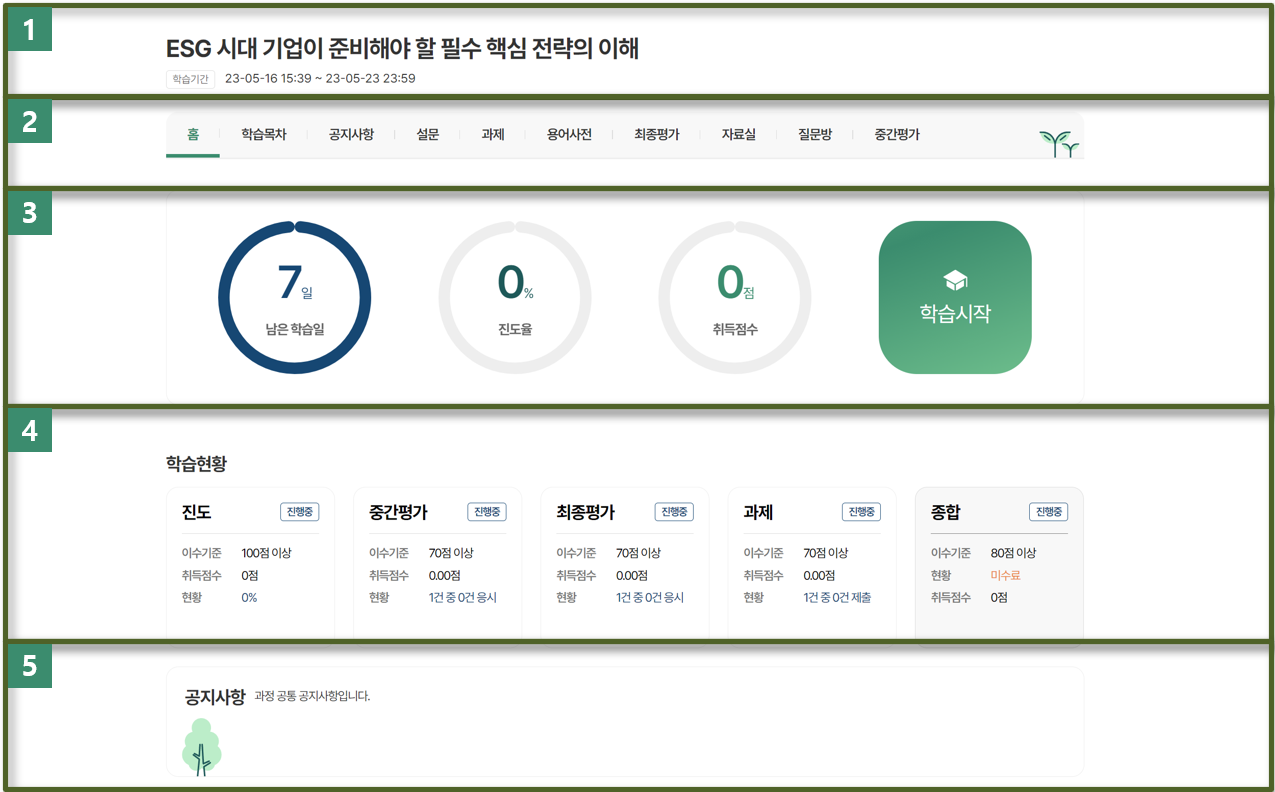 1
ESG 시대 기업이 준비해야 할 필수 핵심 전략의 이해
학습기간 23-05-16 15:39 ~ 23-05-23 23:59
2
홈 학습목차 공지사항 설문 과제 용어사전 최종평가 자료실 질문방 중간평가
3
7일
남은 학습일
0%
진도율
0점
취득점수
학습시작
4
학습현황
진도 진행중
이수기준 100점 이상
취득점수 0점
현황 0%
중간평가 진행중
이수기준 70점 이상
취득점수 0.00점
현황 1건 중 0건 응시
최종평가 진행중
이수기준 70점 이상
취득점수 0.00점
현황 1건 중 0건 응시
과제 진행중
이수기준 70점 이상
취득점수 0.00점
현황 1건 중 0건 제출
종합 진행중
이수기준 80점 이상
현황 미수료
취득점수 0점
5
공지사항 과정 공통 공지사항입니다.